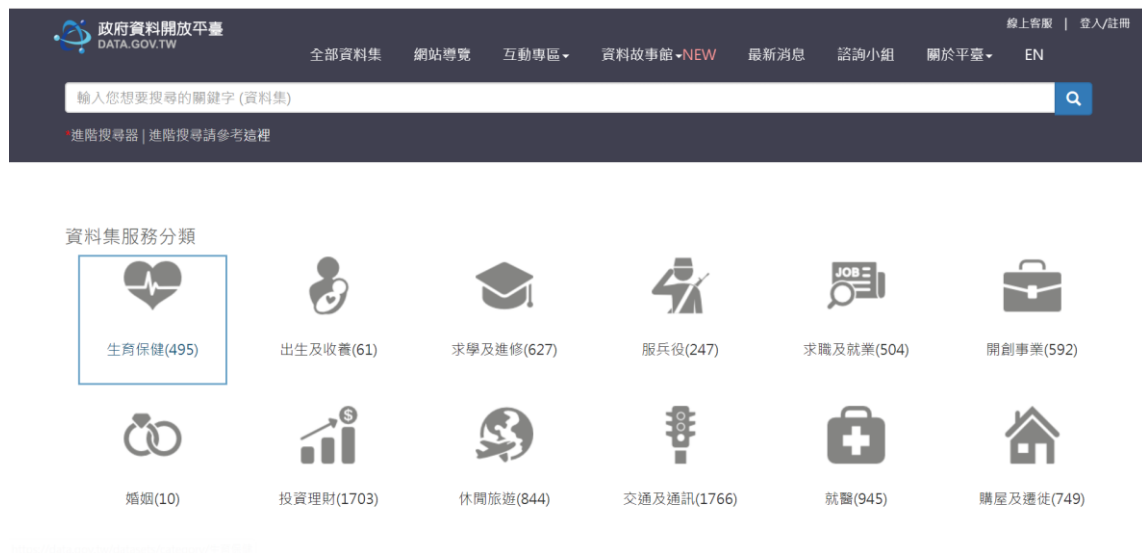 政府資料開放平臺
DATA.GOV.TW
線上客服 | 登入/註冊
全部資料集 網站導覽 互動專區 資料故事館 NEW 最新消息 諮詢小組 關於平臺 EN
輸入您想要搜尋的關鍵字 (資料集)
*進階搜尋器 | 進階搜尋請參考這裡
資料集服務分類
JOB
生育保健(495) 出生及收養(61) 求學及進修(627) 服兵役(247) 求職及就業(504) 開創事業(592)
$
婚姻(10) 投資理財(1703) 休閒旅遊(844) 交通及通訊(1766) 就醫(945) 購屋及遷徙(749)